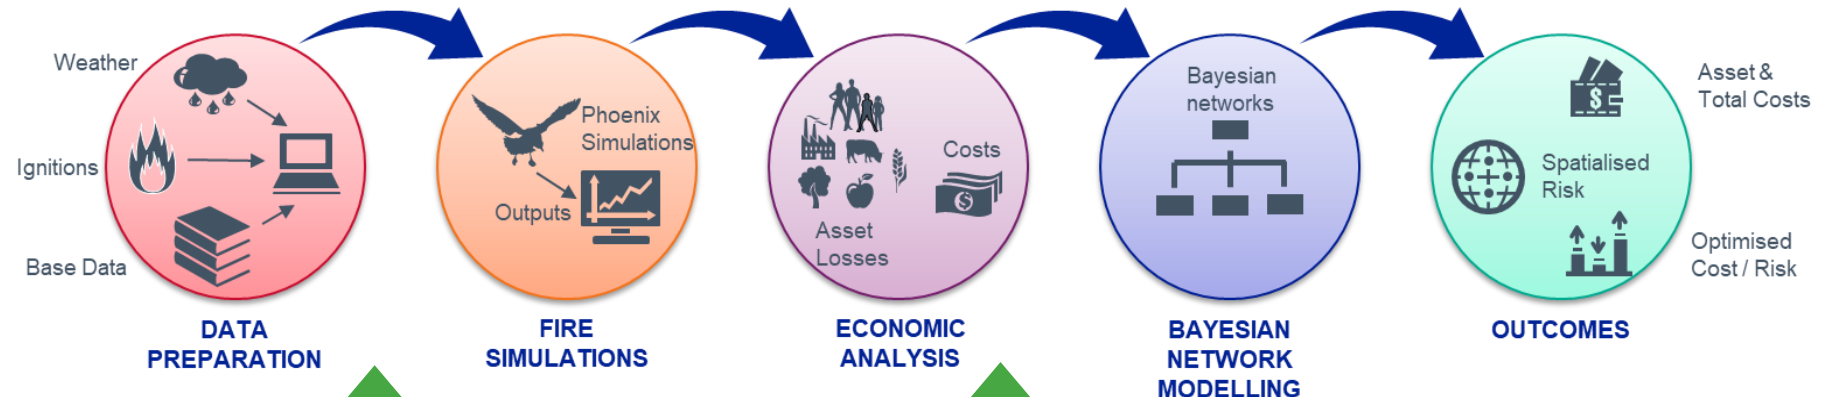 Weather
Ignitions
Base Data
DATA
PREPARATION
Phoenix
Simulations
Outputs
FIRE
SIMULATIONS
Costs
$
Asset
Losses
ECONOMIC
ANALYSIS
Bayesian
networks
BAYESIAN
NETWORK
MODELLING
$
Asset &
Total Costs
Spatialised
Risk
Optimised
Cost / Risk
OUTCOMES